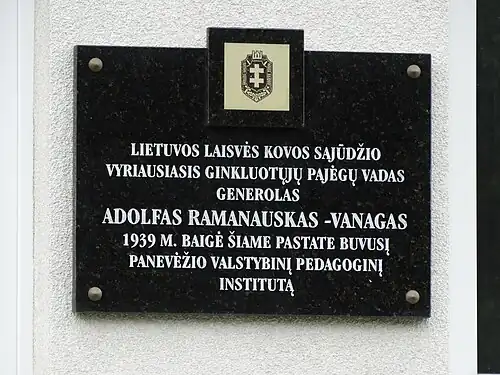 LIETUVOS LAISVĖS KOVOS SĄJŪDŽIO
VYRIAUSIASIS GINKLUOTŲJŲ PAJĖGŲ VADAS
GENEROLAS
ADOLFAS RAMANAUSKAS -VANAGAS
1939 M. BAIGĖ ŠIAME PASTATE BUVUSĮ
PANEVĖŽIO VALSTYBINĮ PEDAGOGINĮ
INSTITUTĄ